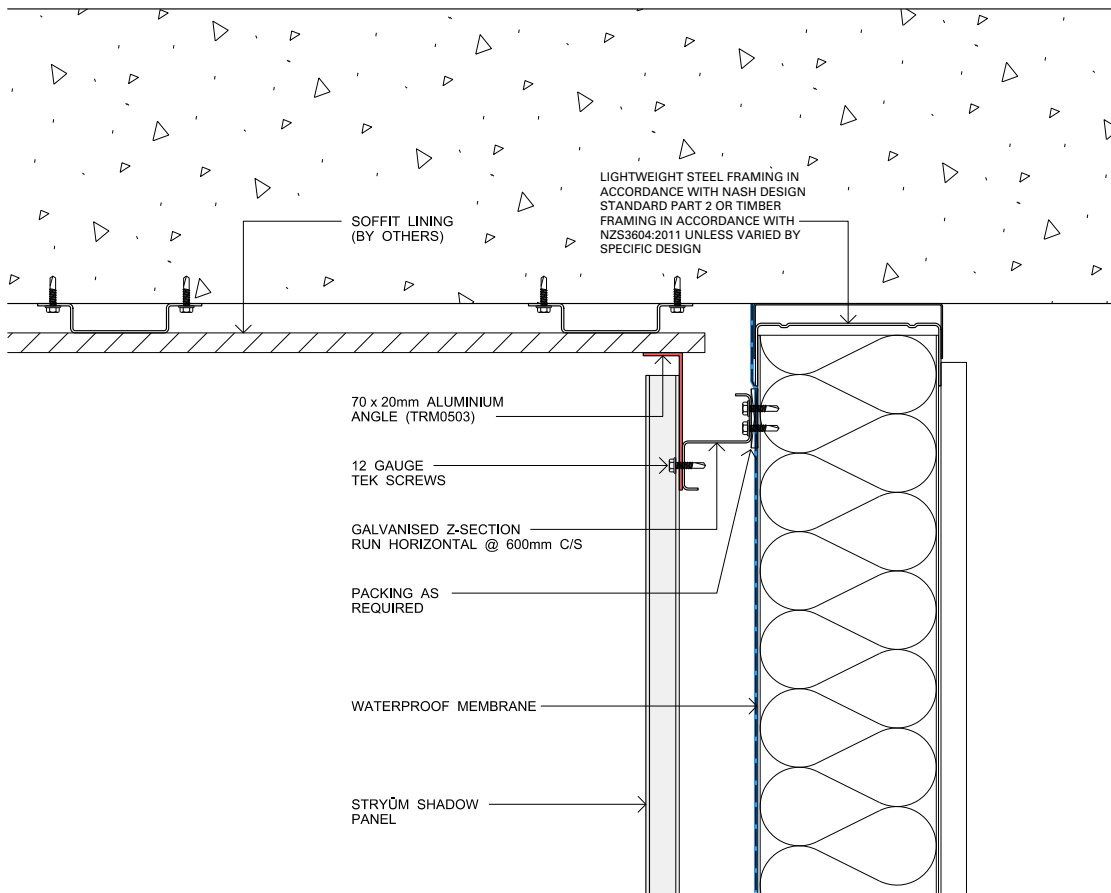 LIGHTWEIGHT STEEL FRAMING IN
ACCORDANCE WITH NASH DESIGN
STANDARD PART 2 OR TIMBER
FRAMING IN ACCORDANCE WITH
NZS3604:2011 UNLESS VARIED BY
SPECIFIC DESIGN
SOFFIT LINING
(BY OTHERS)
70 x 20mm ALUMINIUM
ANGLE (TRM0503)
12 GAUGE
TEK SCREWS
GALVANISED Z-SECTION
RUN HORIZONTAL @ 600mm C/S
PACKING AS
REQUIRED
WATERPROOF MEMBRANE
STRYŪM SHADOW
PANEL